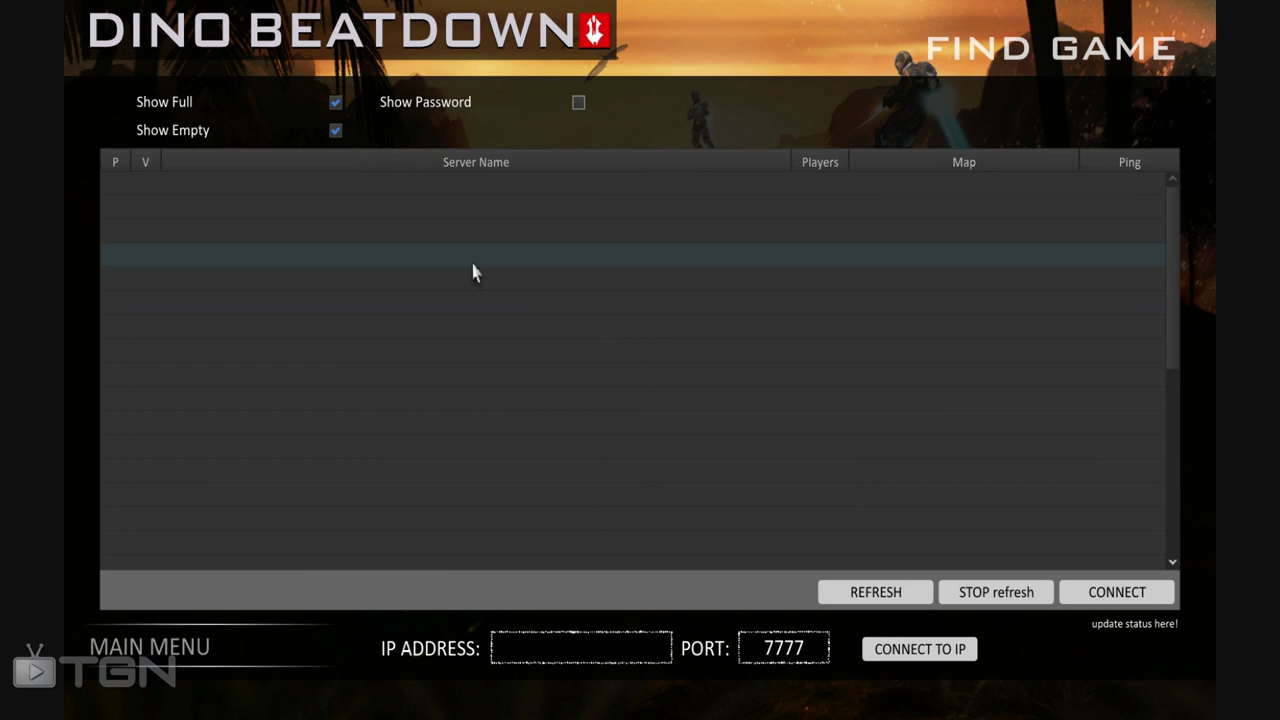 DINO BEATDOWN
FIND GAME
Show Full
Show Password
Show Empty
P V Server Name Players Map Ping
REFRESH STOP refresh CONNECT
update status here!
MAIN MENU
IP ADDRESS: PORT: 7777 CONNECT TO IP
TGN